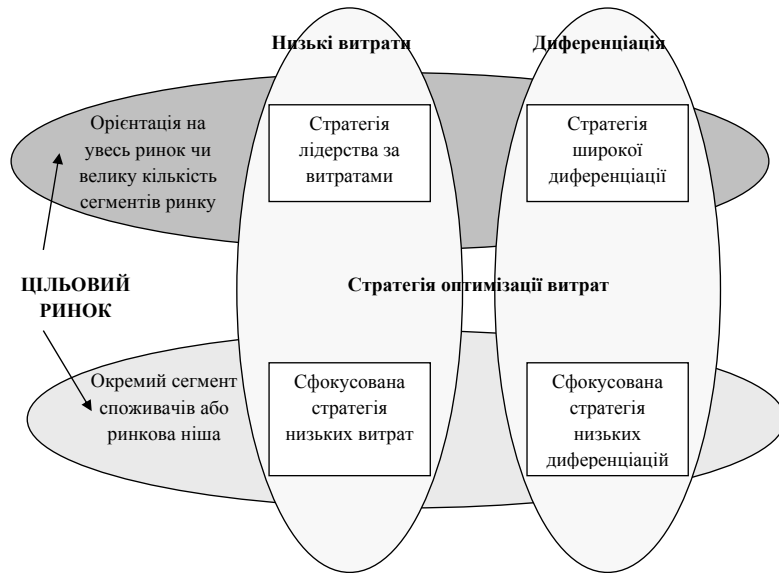 Низькі витрати
Диференціація
Орієнтація на
увесь ринок чи
велику кількість
сегментів ринку
Стратегія
лідерства за
витратами
Стратегія
широкої
диференціації
ЦІЛЬОВИЙ
РИНОК
Стратегія оптимізації витрат
Окремий сегмент
споживачів або
ринкова ніша
Сфокусована
стратегія
низьких витрат
Сфокусована
стратегія
низьких
диференціацій